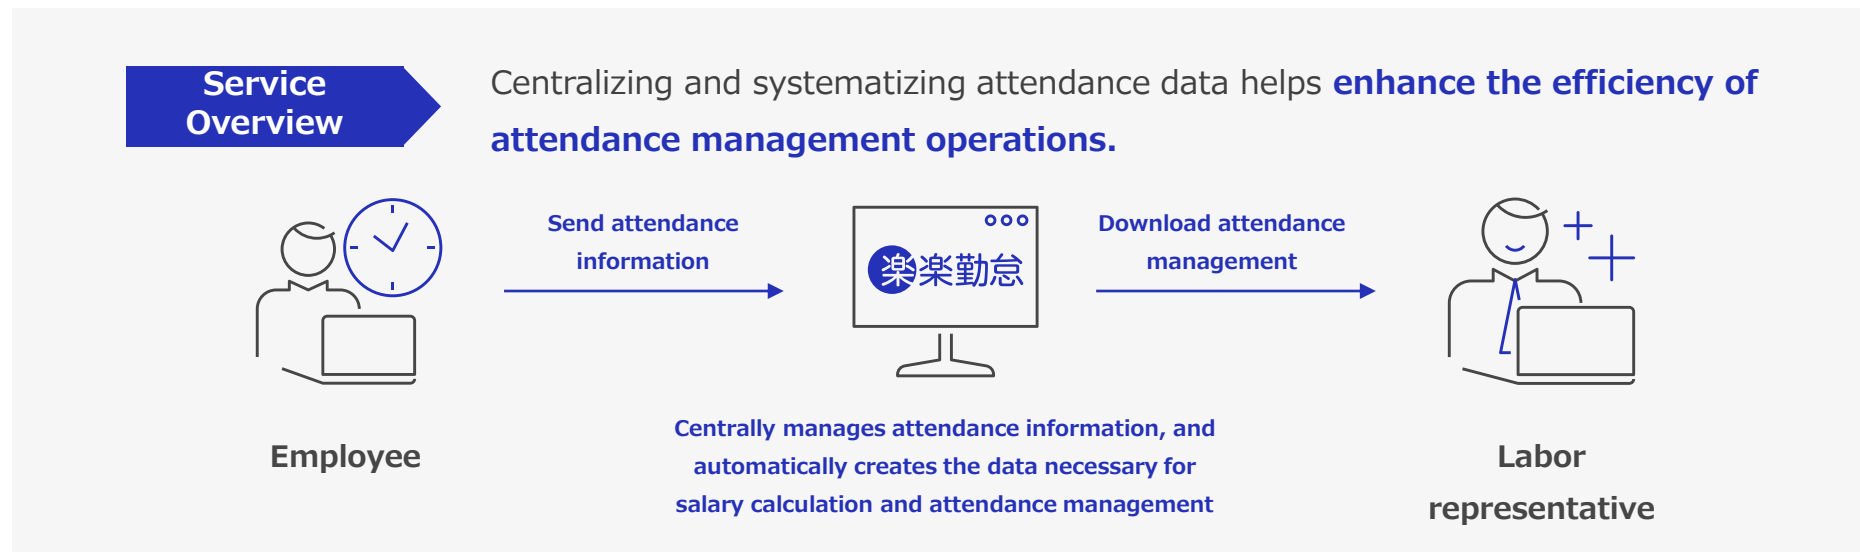 Service
Overview
Centralizing and systematizing attendance data helps enhance the efficiency of
attendance management operations.
Send attendance
information
楽楽勤怠
Download attendance
management
Centrally manages attendance information, and
automatically creates the data necessary for
salary calculation and attendance management
Employee
Labor
representative